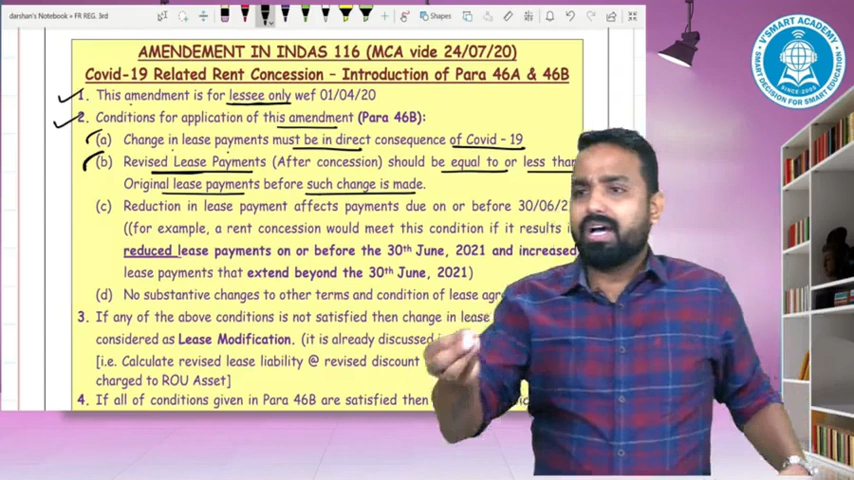 darshan's Notebook » FR REG. 3rd
Shapes
AMENDEMENT IN INDAS 116 (MCA vide 24/07/20)
Covid-19 Related Rent Concession – Introduction of Para 46A & 46B
1. This amendment is for lessee only wef 01/04/20
2. Conditions for application of this amendment (Para 46B):
(a) Change in lease payments must be in direct consequence of Covid – 19
(b) Revised Lease Payments (After concession) should be equal to or less than
Original lease payments before such change is made.
(c) Reduction in lease payment affects payments due on or before 30/06/2
((for example, a rent concession would meet this condition if it results i
reduced lease payments on or before the 30th June, 2021 and increased
lease payments that extend beyond the 30th June, 2021)
(d) No substantive changes to other terms and condition of lease agre
3. If any of the above conditions is not satisfied then change in lease
considered as Lease Modification. (it is already discussed
[i.e. Calculate revised lease liability @ revised discount
charged to ROU Asset]
4. If all of conditions given in Para 46B are satisfied then
V'SMART ACADEMY
SINCE - 2009
SMART DECISION FOR SMART EDUCATION